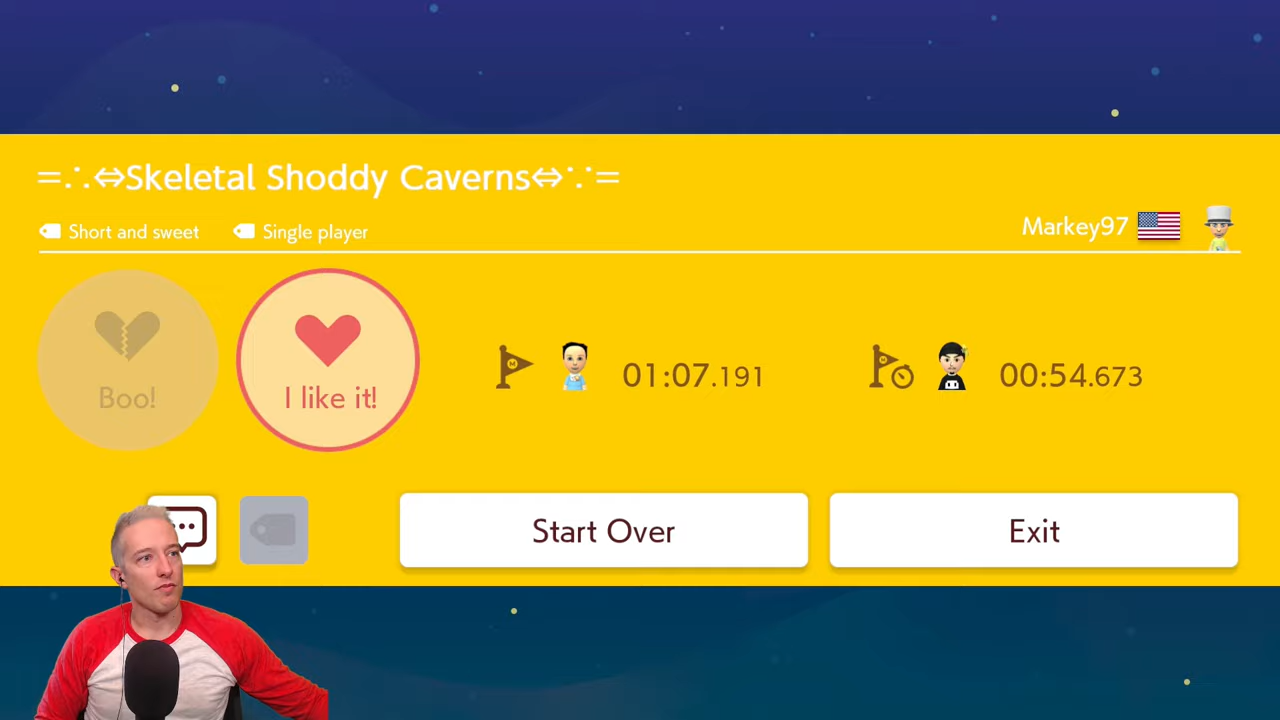 =∴⇔Skeletal Shoddy Caverns⇔∵=
Short and sweet Single player
Markey97
Boo!
I like it!
M
01:07.191
M
00:54.673
Start Over
Exit